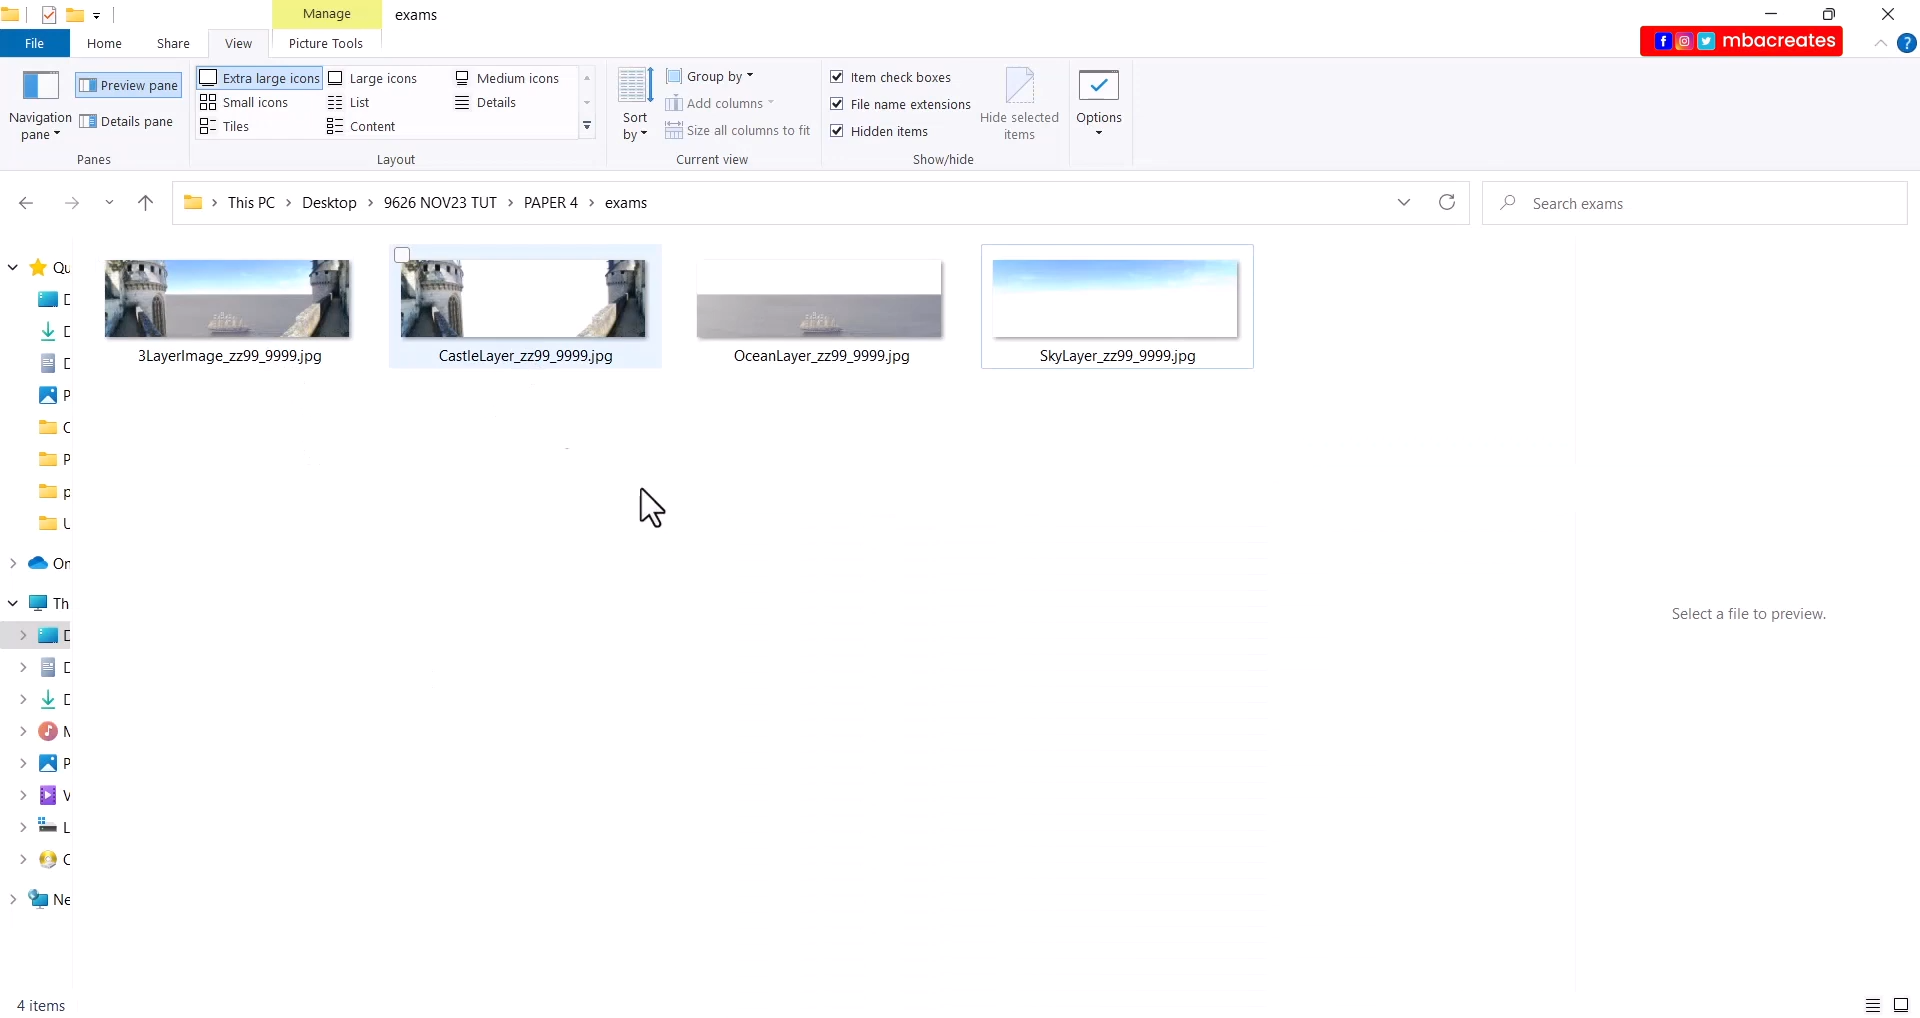 Manage
exams
File
Home
Share
View
Picture Tools
mbacreates
Navigation pane
Preview pane
Details pane
Panes
Extra large icons
Large icons
Medium icons
Small icons
List
Details
Tiles
Content
Layout
Sort by
Group by
Add columns
Size all columns to fit
Current view
Item check boxes
File name extensions
Hidden items
Hide selected items
Show/hide
Options
This PC > Desktop > 9626 NOV23 TUT > PAPER 4 > exams
Search exams
3LayerImage_zz99_9999.jpg
CastleLayer_zz99_9999.jpg
OceanLayer_zz99_9999.jpg
SkyLayer_zz99_9999.jpg
Select a file to preview.
4 items